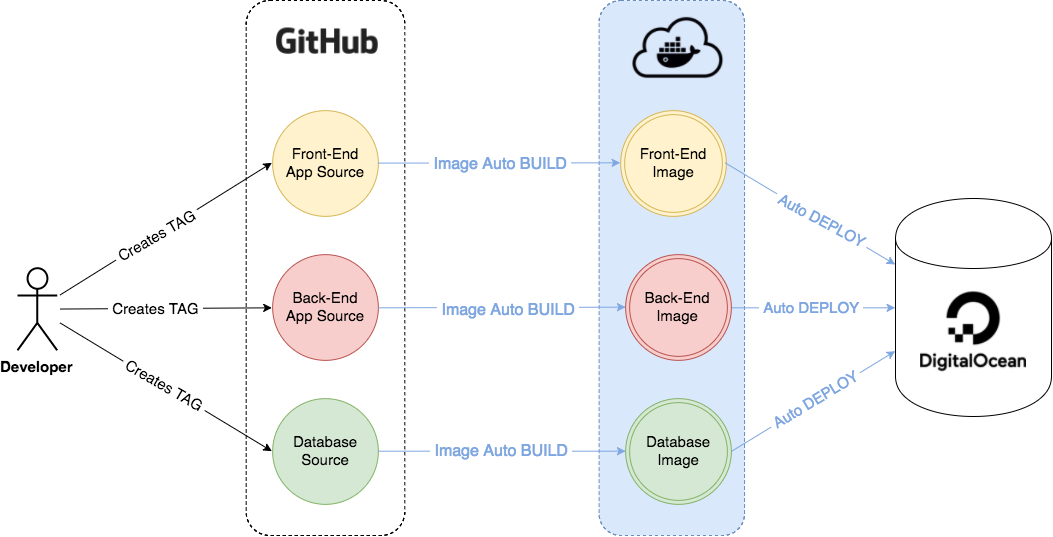 GitHub
Front-End
App Source
Image Auto BUILD
Front-End
Image
Creates TAG
Auto DEPLOY
Back-End
App Source
Image Auto BUILD
Back-End
Image
Creates TAG
Auto DEPLOY
Developer
DigitalOcean
Creates TAG
Auto DEPLOY
Database
Source
Image Auto BUILD
Database
Image